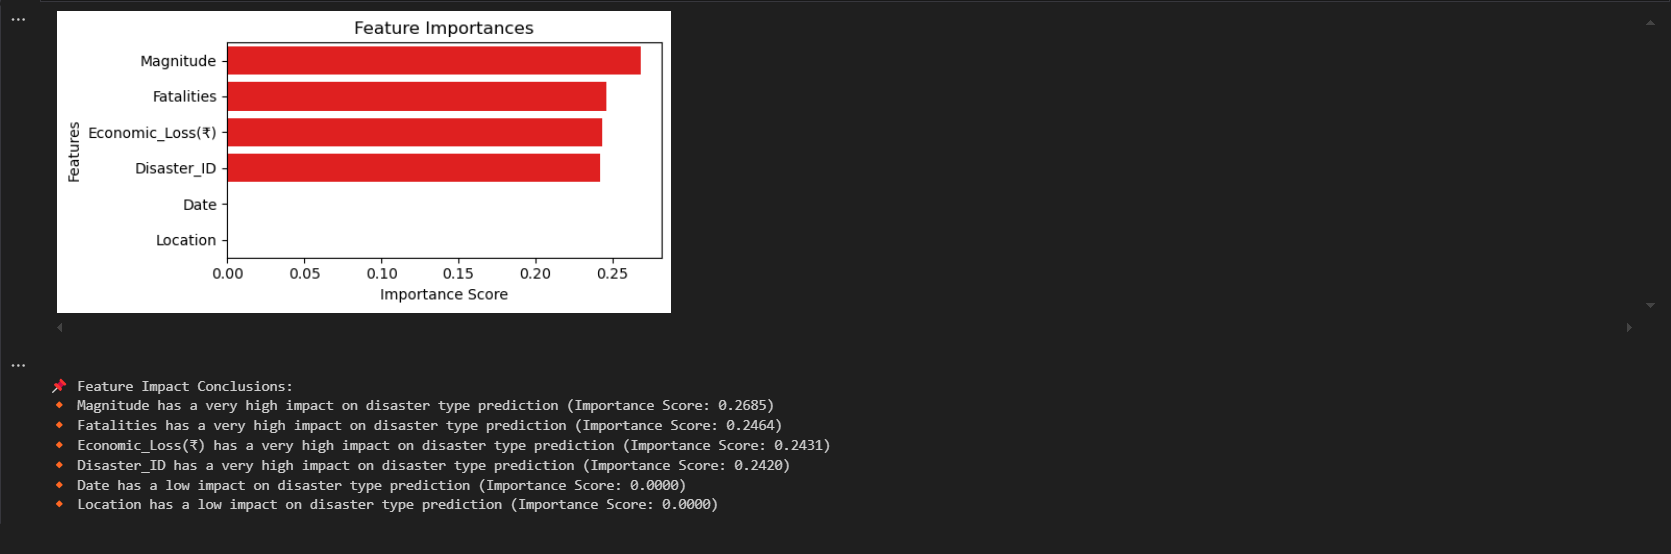 ...
Feature Importances
Features
Magnitude
Fatalities
Economic_Loss(₹)
Disaster_ID
Date
Location
0.00 0.05 0.10 0.15 0.20 0.25
Importance Score
...
📌 Feature Impact Conclusions:
🔸 Magnitude has a very high impact on disaster type prediction (Importance Score: 0.2685)
🔸 Fatalities has a very high impact on disaster type prediction (Importance Score: 0.2464)
🔸 Economic_Loss(₹) has a very high impact on disaster type prediction (Importance Score: 0.2431)
🔸 Disaster_ID has a very high impact on disaster type prediction (Importance Score: 0.2420)
🔸 Date has a low impact on disaster type prediction (Importance Score: 0.0000)
🔸 Location has a low impact on disaster type prediction (Importance Score: 0.0000)